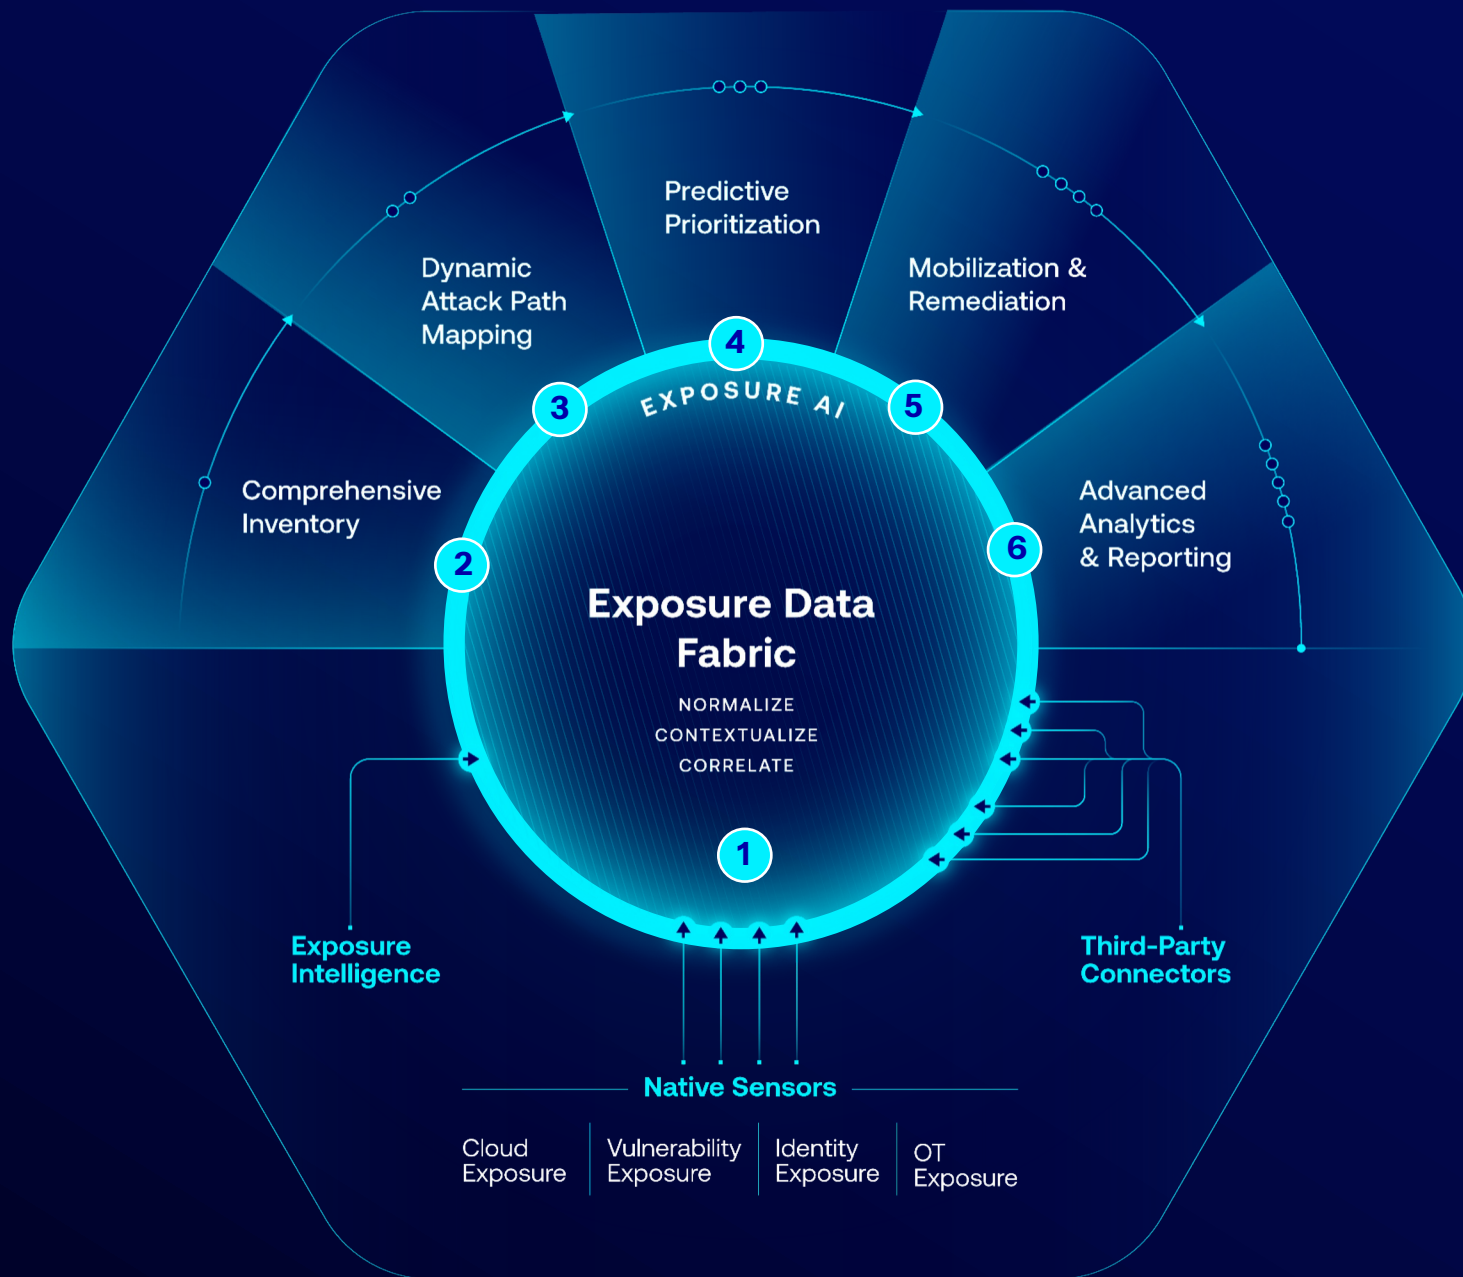 Predictive
Prioritization
Dynamic
Attack Path
Mapping
Mobilization &
Remediation
4
3
5
EXPOSURE AI
Comprehensive
Inventory
Advanced
Analytics
& Reporting
2
6
Exposure Data
Fabric
NORMALIZE
CONTEXTUALIZE
CORRELATE
1
Exposure
Intelligence
Third-Party
Connectors
Native Sensors
Cloud
Exposure
Vulnerability
Exposure
Identity
Exposure
OT
Exposure